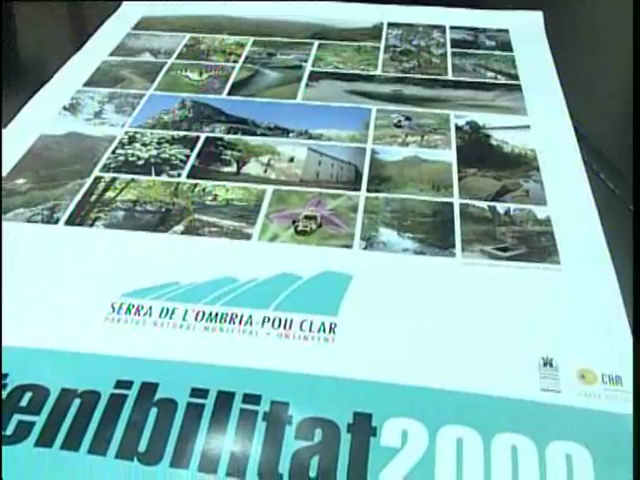 SERRA DE L'OMBRIA-POU CLAR
PARATGE NATURAL MUNICIPAL • ONTINYENT
CAM
tenibilitat2009